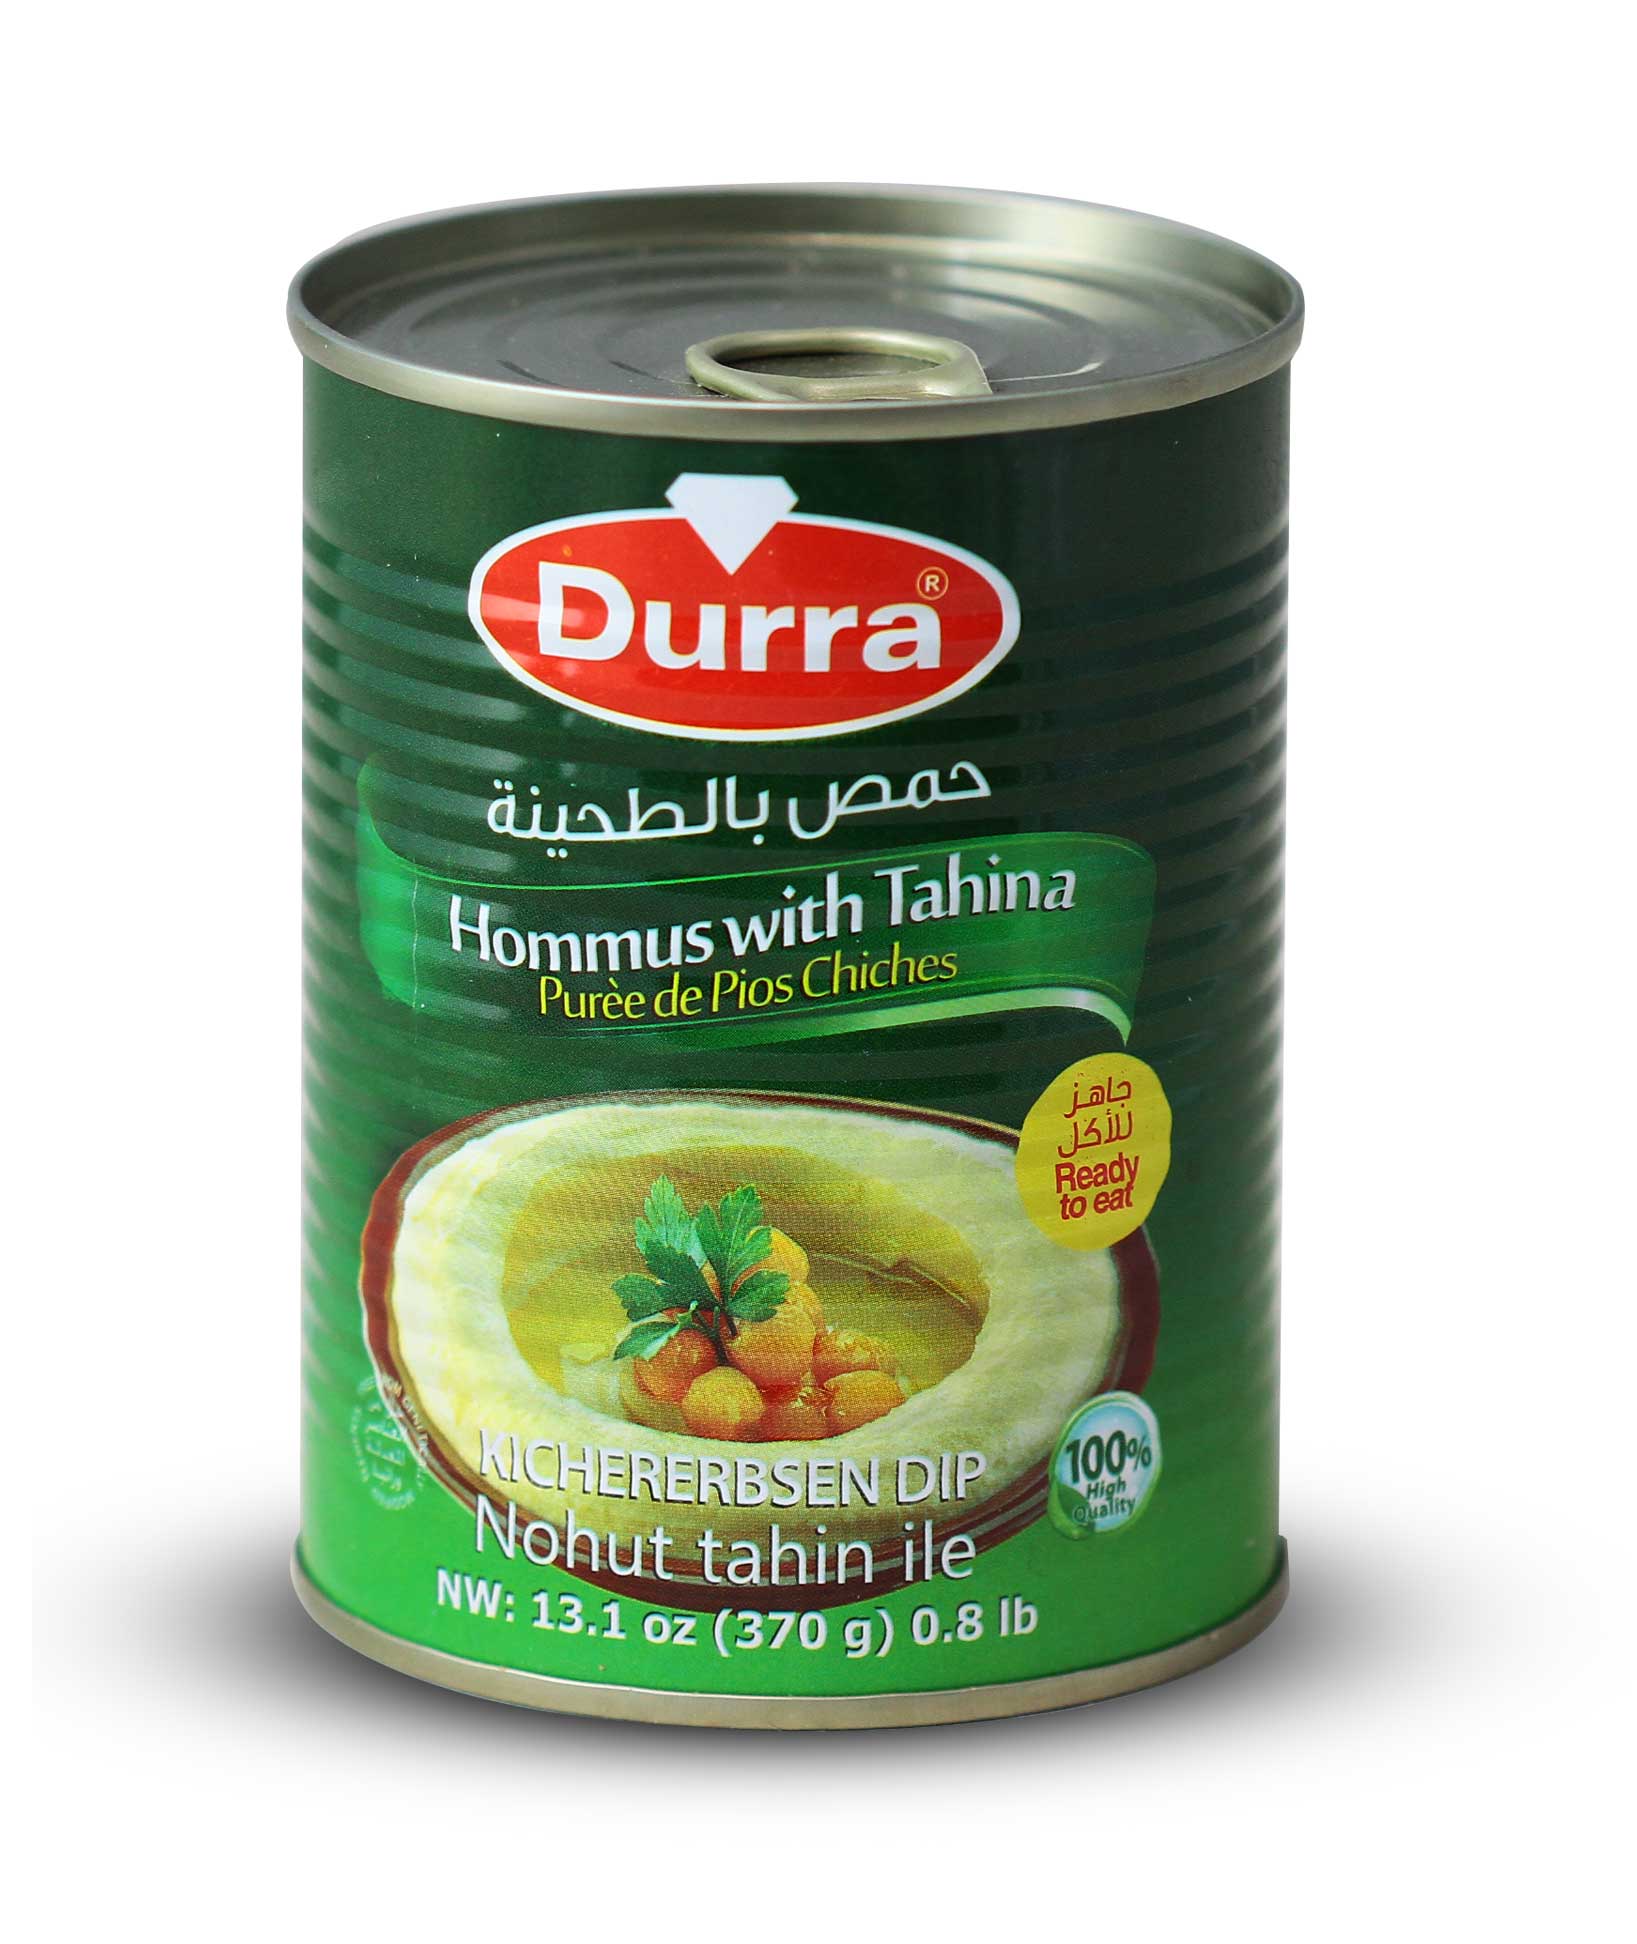 Durra®
حمص بالطحينة
Hommus with Tahina
Purèe de Pios Chiches
جاهز
للأكل
Ready
to eat
100%
High
Quality
KICHERERBSEN DIP
Nohut tahin ile
NW: 13.1 oz (370 g) 0.8 lb